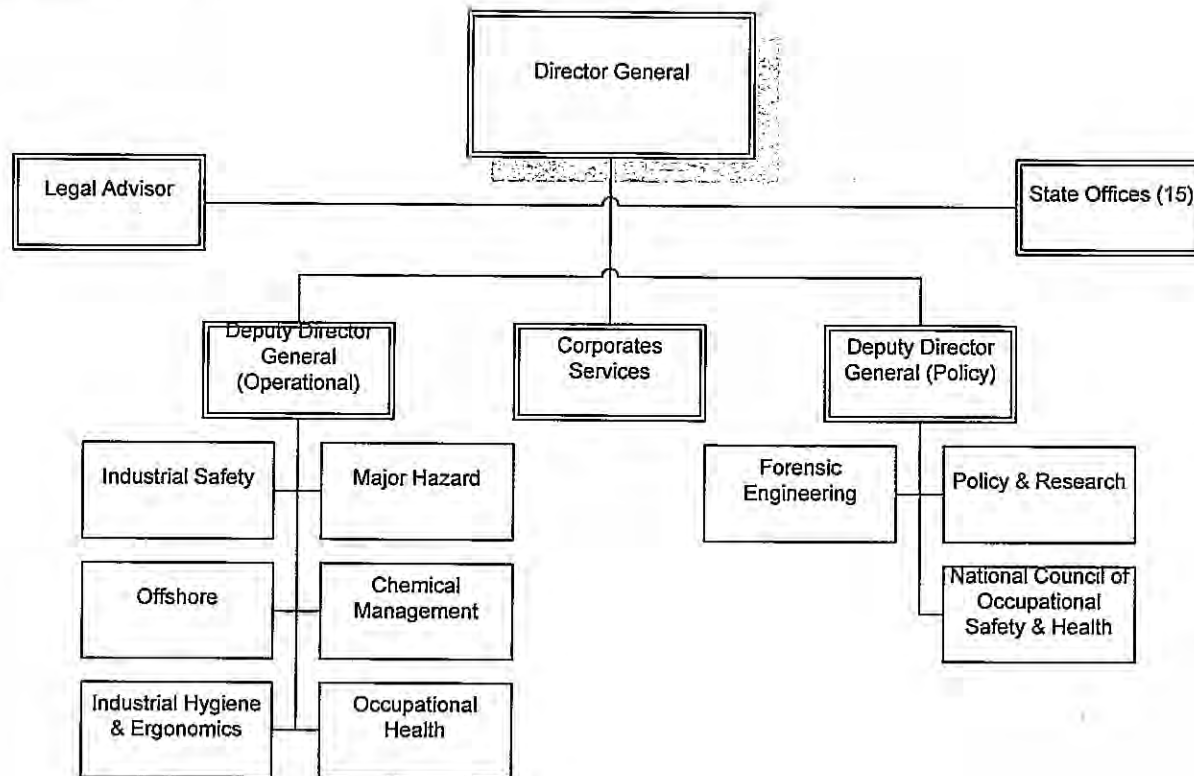 Director General
Legal Advisor
State Offices (15)
Deputy Director
General
(Operational)
Corporates
Services
Deputy Director
General (Policy)
Industrial Safety
Major Hazard
Forensic
Engineering
Policy & Research
Offshore
Chemical
Management
National Council of
Occupational
Safety & Health
Industrial Hygiene
& Ergonomics
Occupational
Health